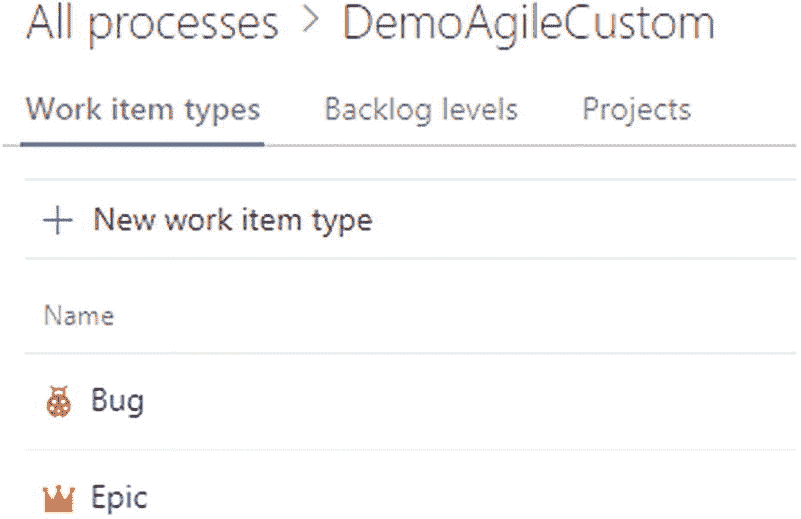 All processes > DemoAgileCustom
Work item types Backlog levels Projects
+ New work item type
Name
Bug
Epic